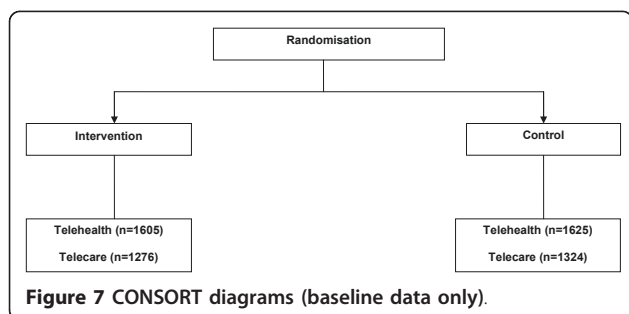 Randomisation
Intervention
Control
Telehealth (n=1605)
Telecare (n=1276)
Telehealth (n=1625)
Telecare (n=1324)
Figure 7 CONSORT diagrams (baseline data only).